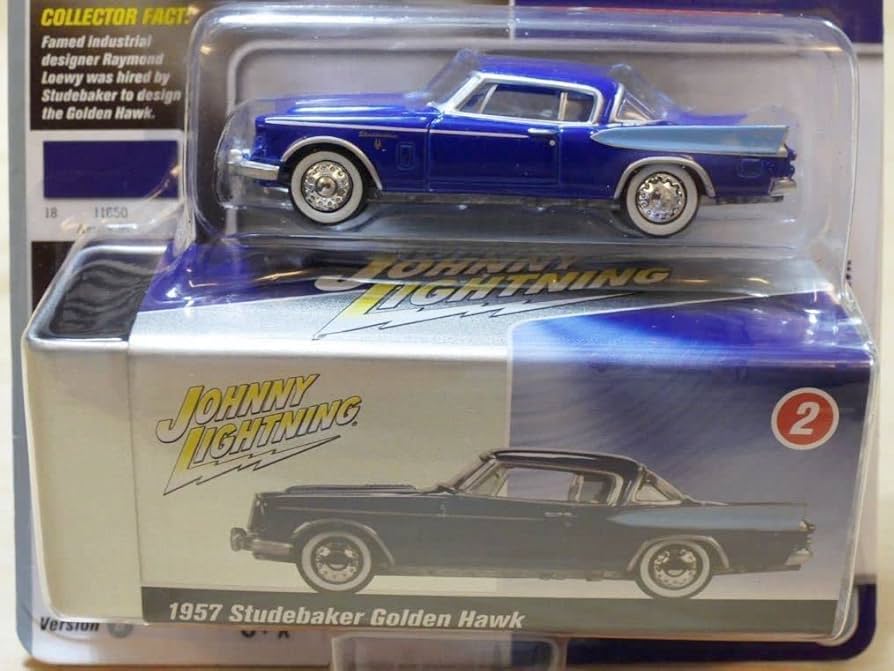 COLLECTOR FACT:
Famed industrial
designer Raymond
Loewy was hired by
Studebaker to design
the Golden Hawk.
18 11650
JOHNNY
LIGHTNING
JOHNNY
LIGHTNING®
2
1957 Studebaker Golden Hawk
Version